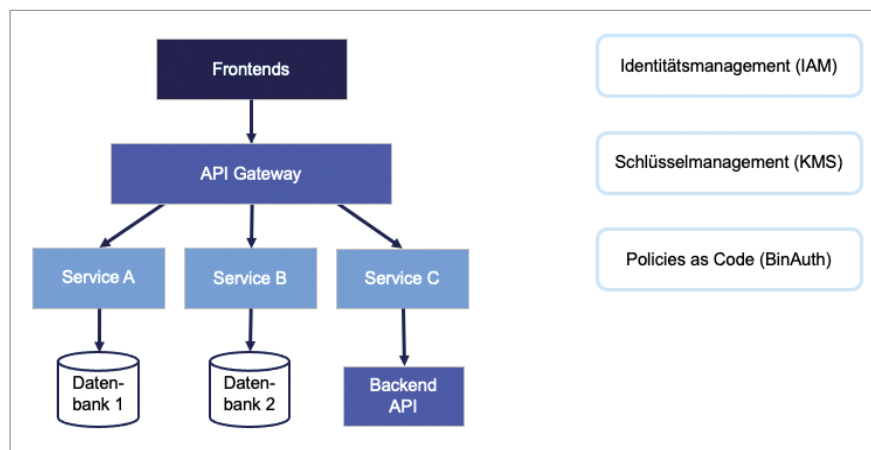 Frontends
API Gateway
Service A
Service B
Service C
Daten-
bank 1
Daten-
bank 2
Backend
API
Identitätsmanagement (IAM)
Schlüsselmanagement (KMS)
Policies as Code (BinAuth)